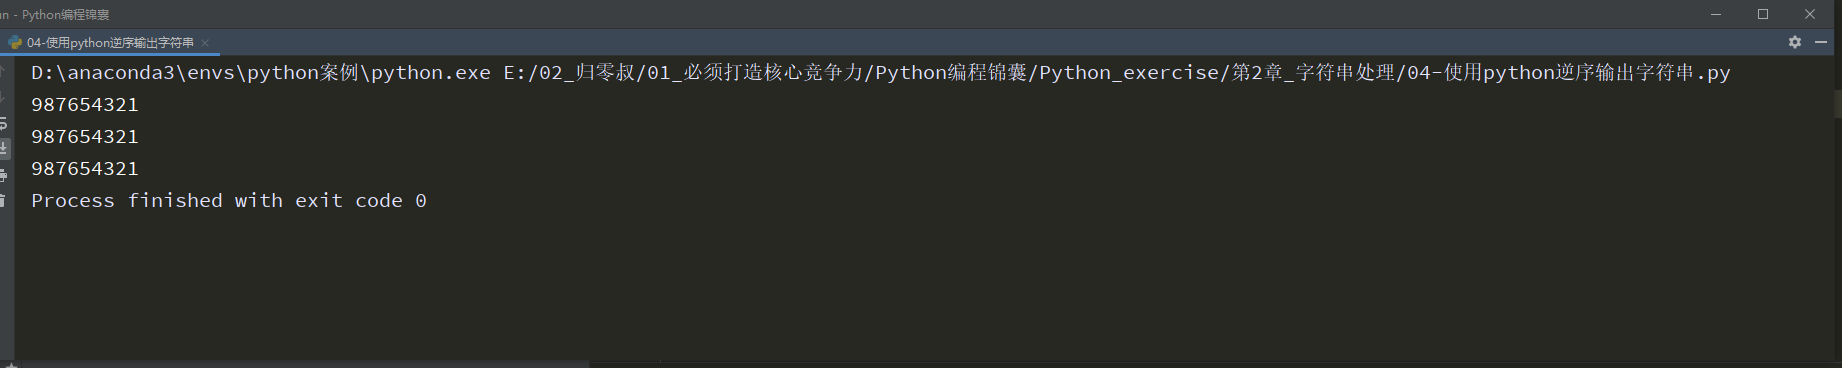 - Python编程锦囊
04-使用python逆序输出字符串
D:\anaconda3\envs\python案例\python.exe E:/02_归零叔/01_必须打造核心竞争力/Python编程锦囊/Python_exercise/第2章_字符串处理/04-使用python逆序输出字符串.py
987654321
987654321
987654321
Process finished with exit code 0